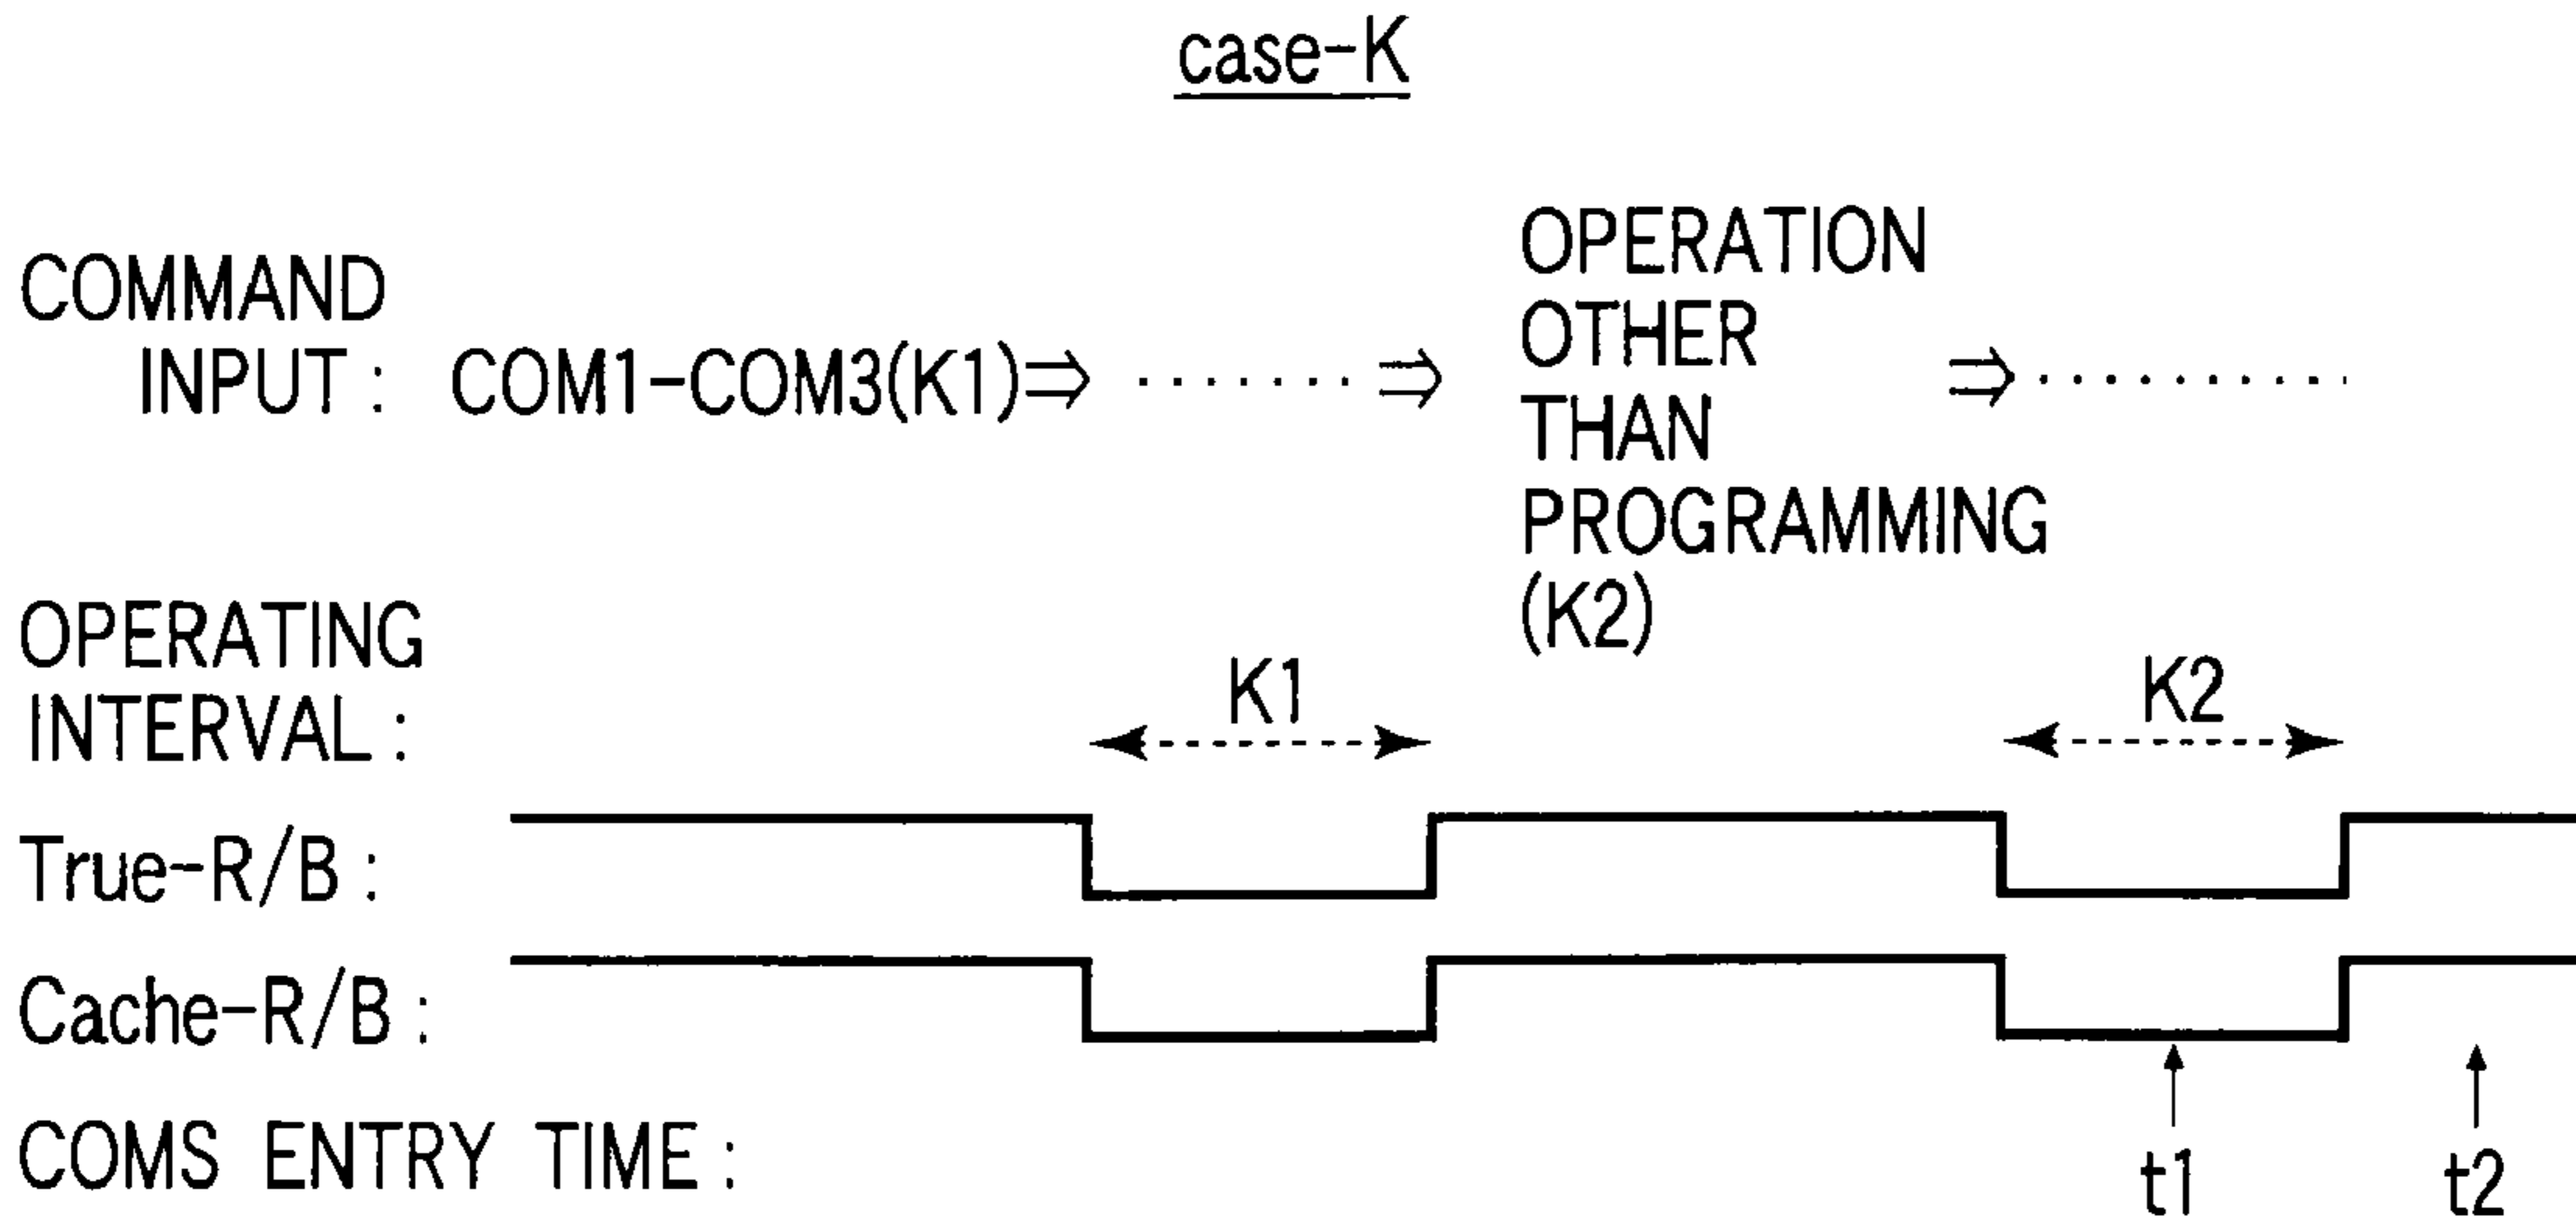 case-K
COMMAND
INPUT : COM1-COM3(K1)⇒ ······· ⇒
OPERATION
OTHER
THAN
PROGRAMMING
(K2)
⇒ ··········
OPERATING
INTERVAL :
K1
K2
True-R/B :
Cache-R/B :
COMS ENTRY TIME :
t1
t2